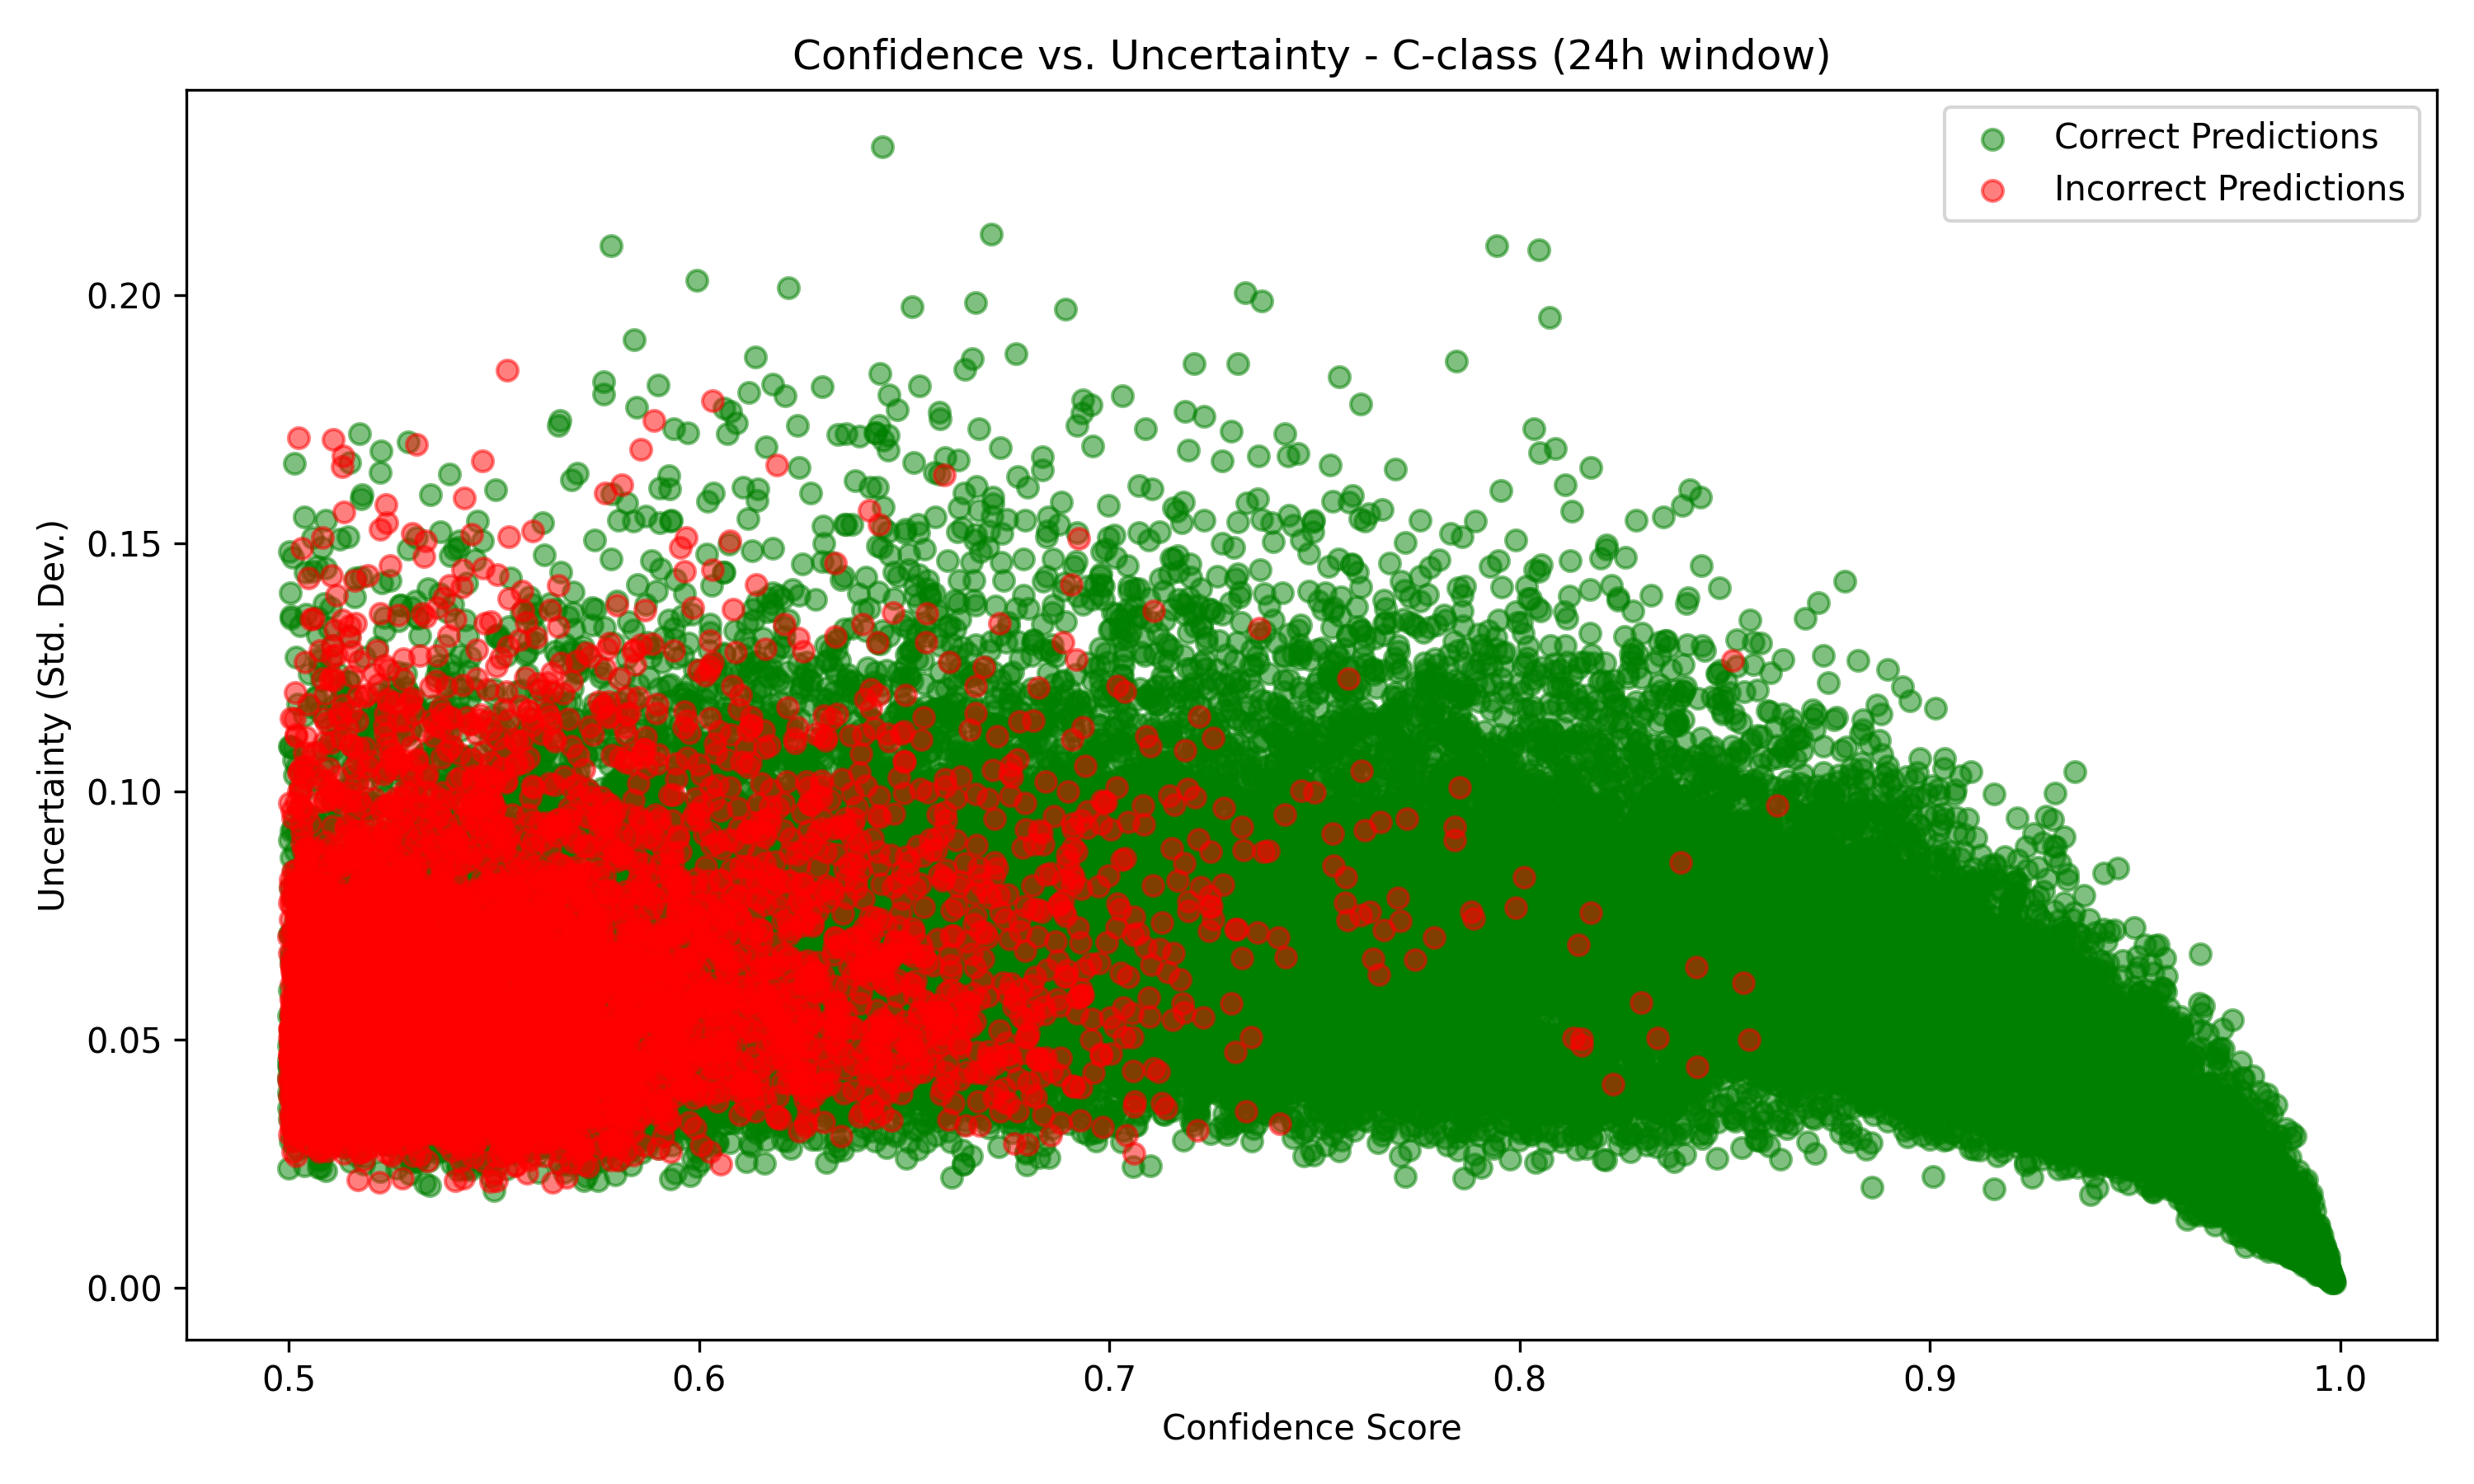 Confidence vs. Uncertainty - C-class (24h window)
Correct Predictions
Incorrect Predictions
Uncertainty (Std. Dev.)
0.20
0.15
0.10
0.05
0.00
0.5 0.6 0.7 0.8 0.9 1.0
Confidence Score